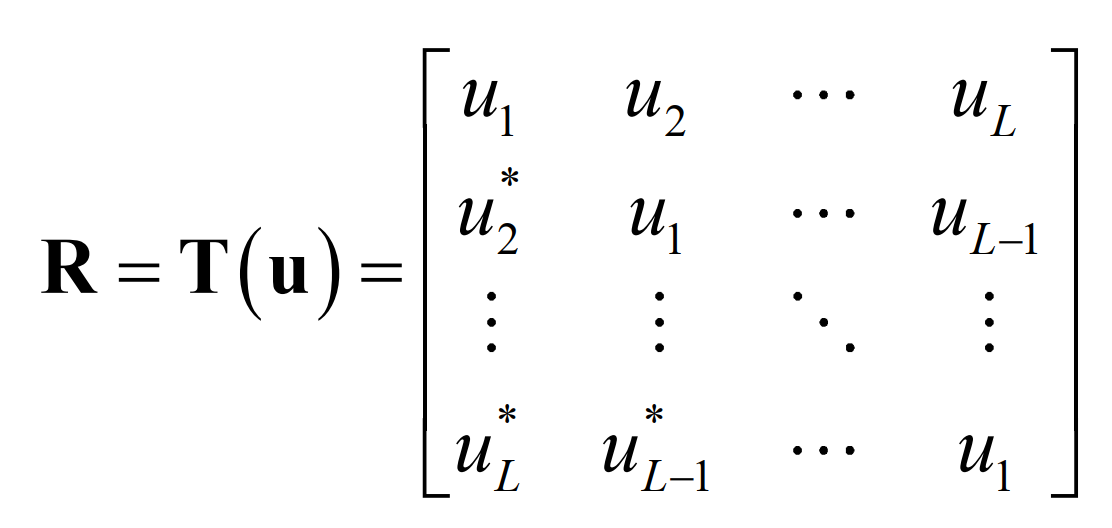 R = T(u) = [ u_1 u_2 ⋯ u_L
u_2^* u_1 ⋯ u_{L−1}
⋮ ⋮ ⋱ ⋮
u_L^* u_{L−1}^* ⋯ u_1 ]